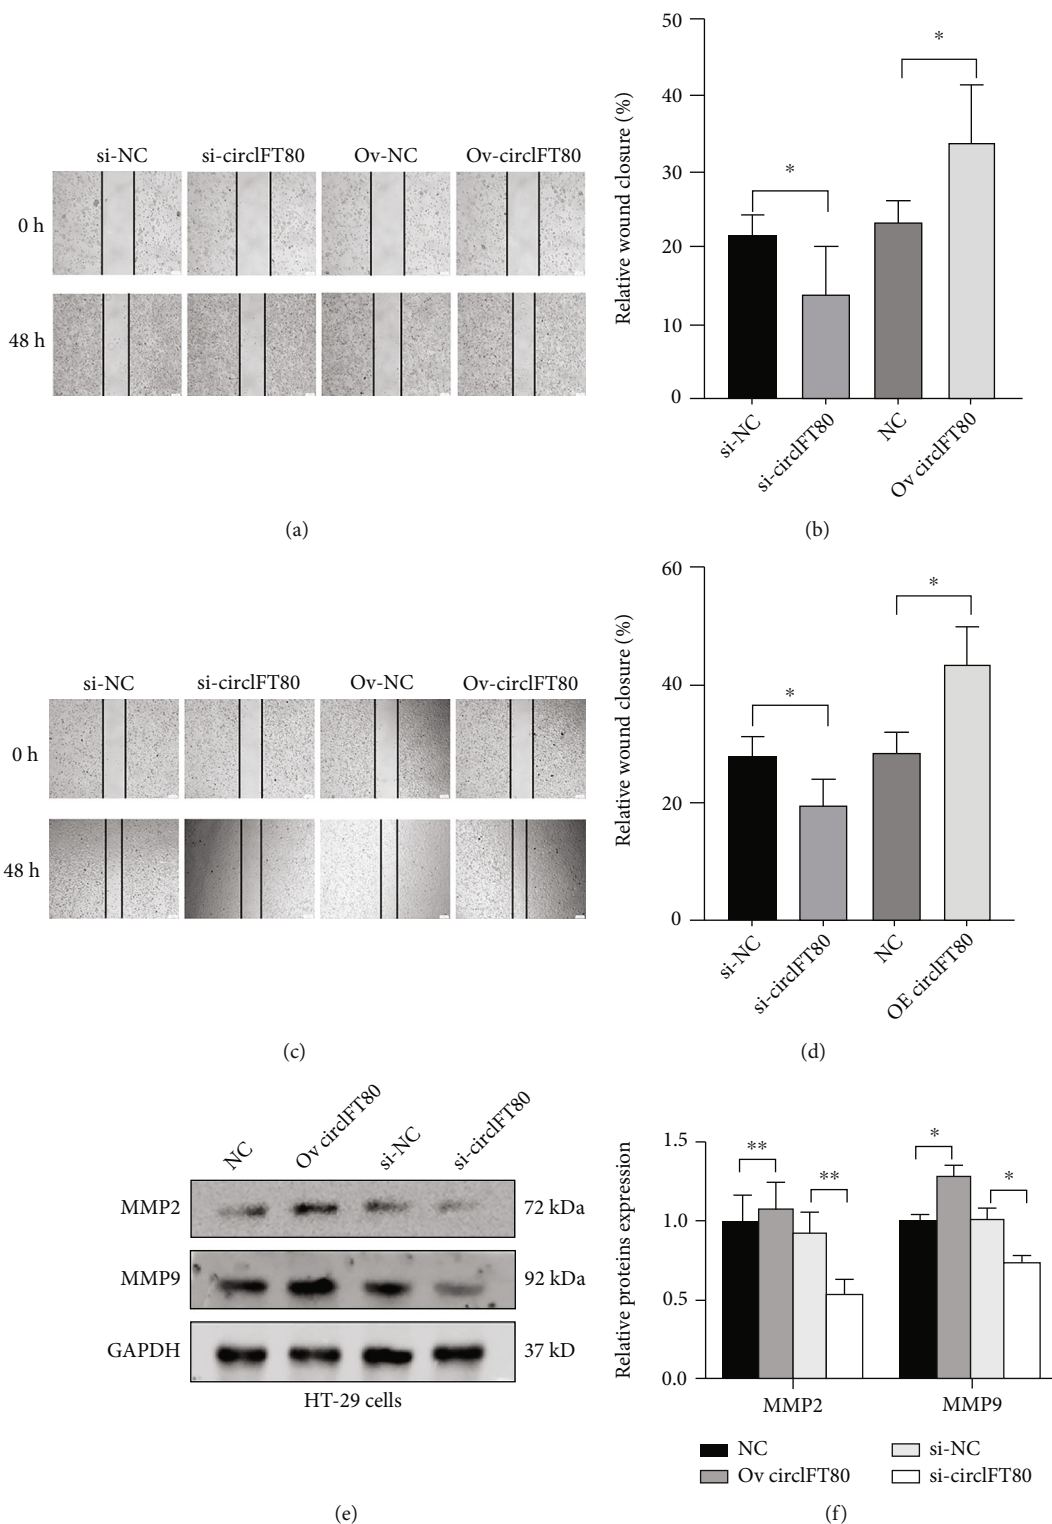 si-NC si-circlFT80 Ov-NC Ov-circlFT80
0 h
48 h
(a)
Relative wound closure (%)
50
40
30
20
10
0
*
*
si-NC
si-circlFT80
NC
Ov circlFT80
(b)
si-NC si-circlFT80 Ov-NC Ov-circlFT80
0 h
48 h
(c)
Relative wound closure (%)
60
40
20
0
*
*
si-NC
si-circlFT80
NC
OE circlFT80
(d)
NC
Ov circlFT80
si-NC
si-circlFT80
MMP2 72 kDa
MMP9 92 kDa
GAPDH 37 kD
HT-29 cells
(e)
Relative proteins expression
1.5
1.0
0.5
0.0
**
**
*
*
MMP2 MMP9
NC si-NC
Ov circlFT80 si-circlFT80
(f)